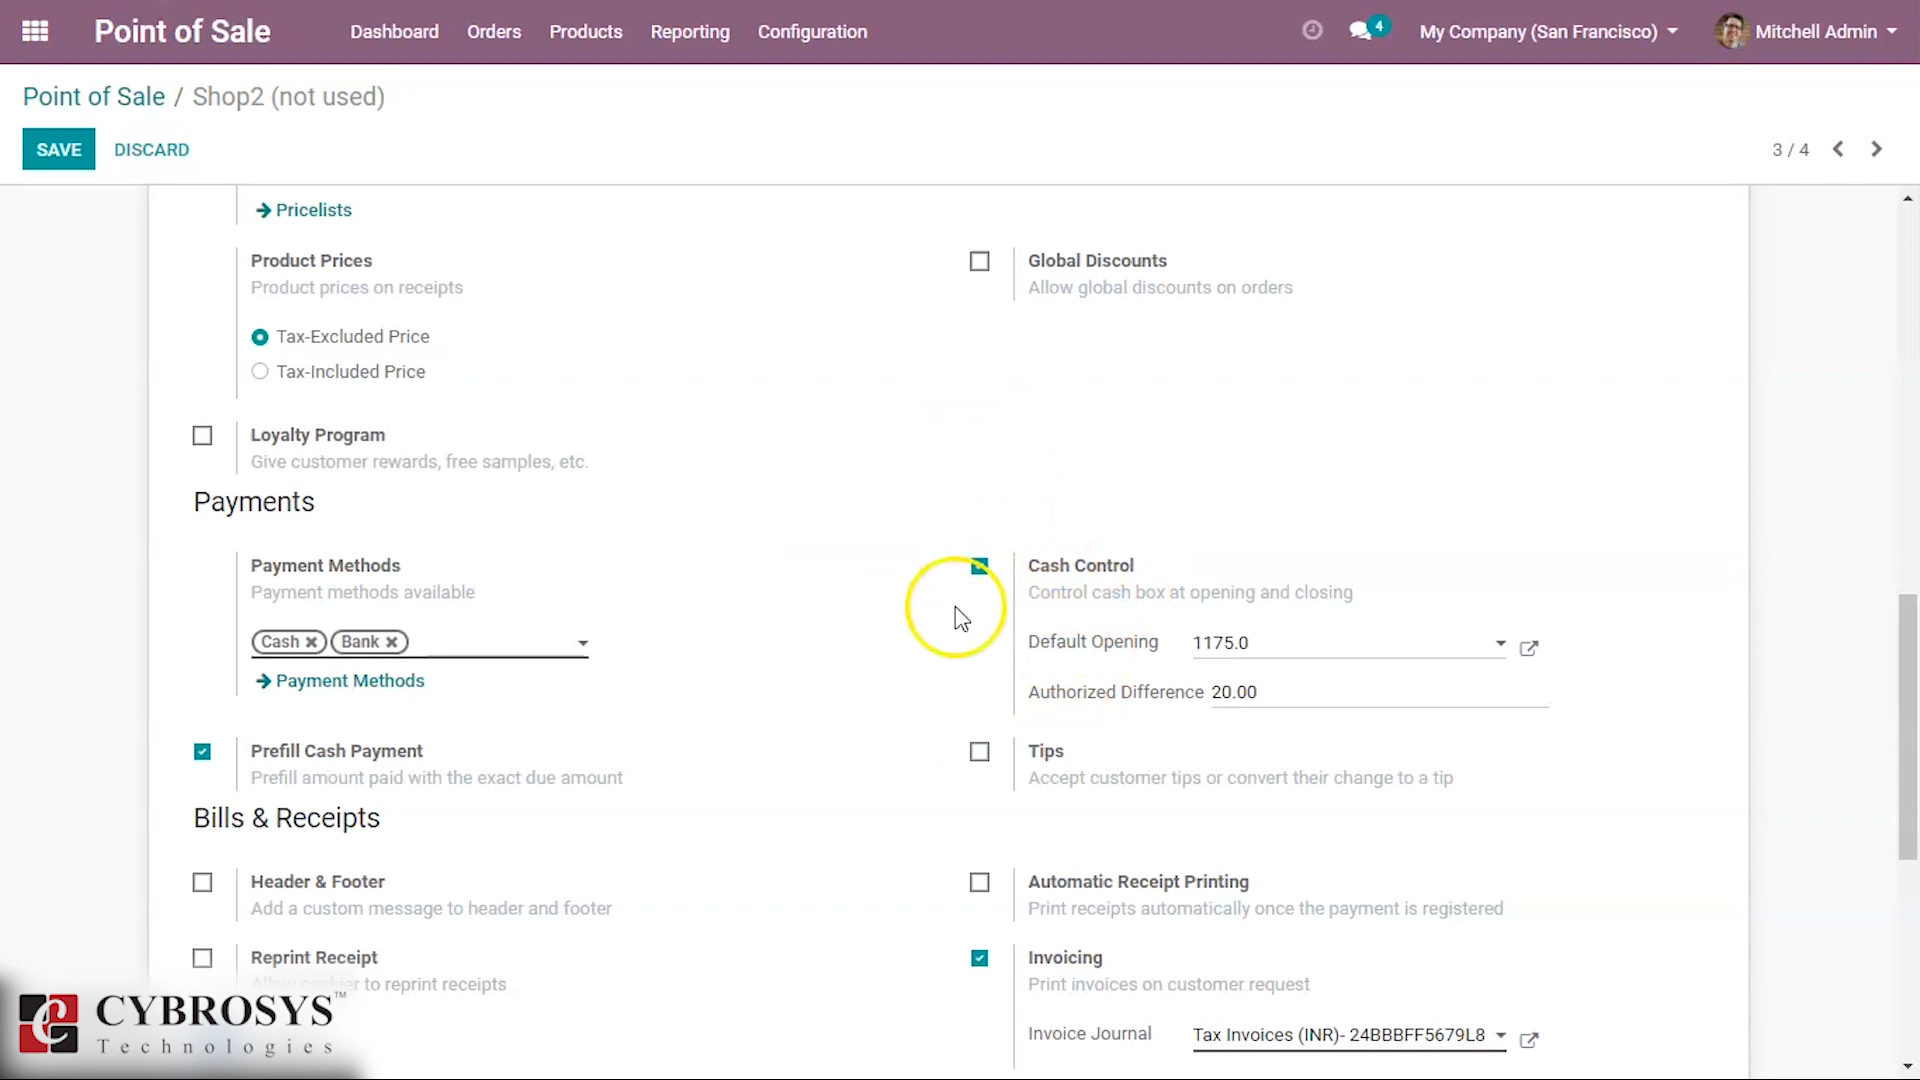 Point of Sale
Dashboard Orders Products Reporting Configuration
4 My Company (San Francisco) Mitchell Admin
Point of Sale / Shop2 (not used)
SAVE DISCARD
3 / 4
Pricelists
Product Prices
Product prices on receipts
Tax-Excluded Price
Tax-Included Price
Global Discounts
Allow global discounts on orders
Loyalty Program
Give customer rewards, free samples, etc.
Payments
Payment Methods
Payment methods available
Cash Bank
Payment Methods
Cash Control
Control cash box at opening and closing
Default Opening 1175.0
Authorized Difference 20.00
Prefill Cash Payment
Prefill amount paid with the exact due amount
Tips
Accept customer tips or convert their change to a tip
Bills & Receipts
Header & Footer
Add a custom message to header and footer
Automatic Receipt Printing
Print receipts automatically once the payment is registered
Reprint Receipt
Allow cashier to reprint receipts
Invoicing
Print invoices on customer request
Invoice Journal Tax Invoices (INR)- 24BBBFF5679L8
CYBROSYS™
Technologies